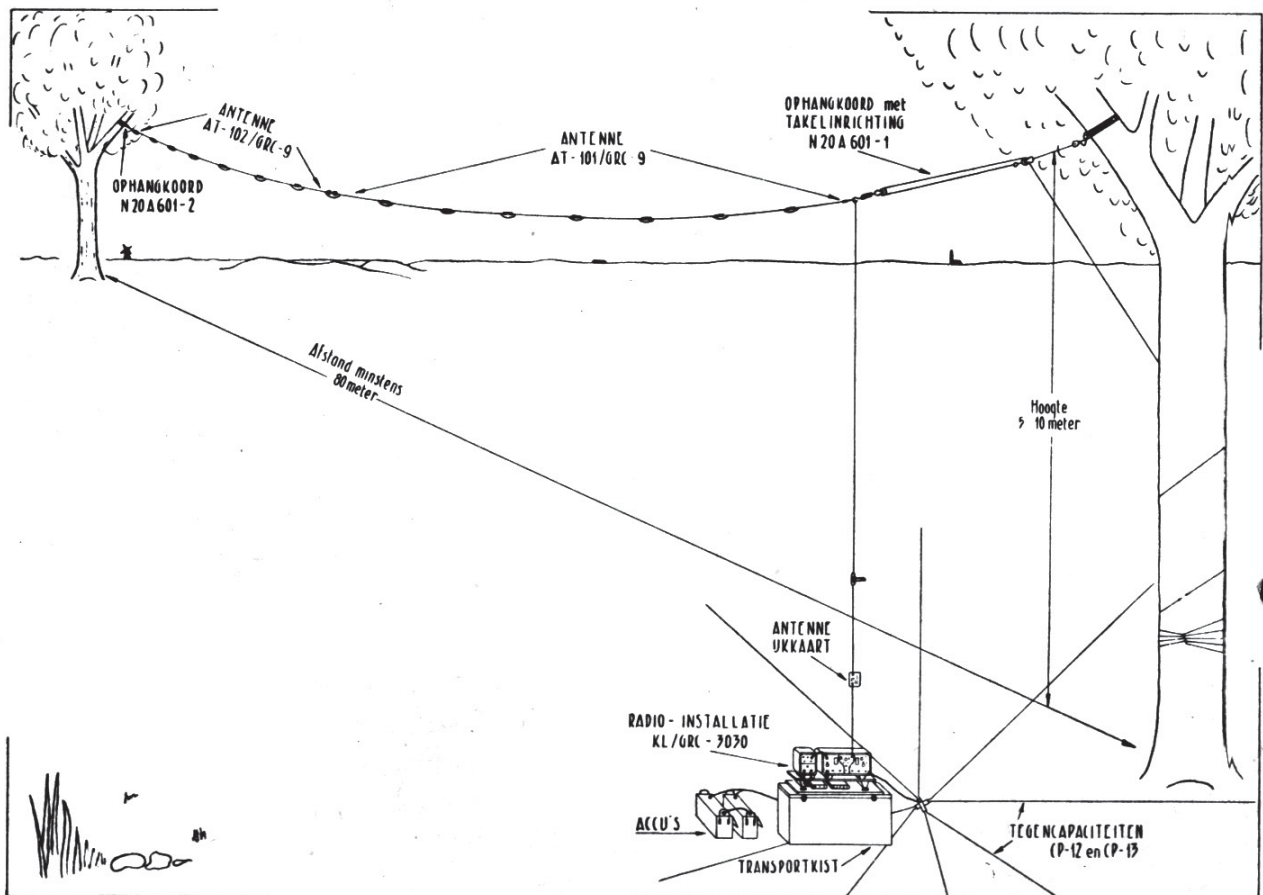 ANTENNE
AT-102/GRC-9
OPHANGKOORD
N20A601-2
ANTENNE
AT-101/GRC-9
OPHANGKOORD met
TAKELINRICHTING
N20A601-1
Afstand minstens
80 meter
Hoogte
5 10 meter
ANTENNE
IJKKAART
RADIO-INSTALLATIE
KL/GRC-3030
ACCU'S
TRANSPORTKIST
TEGENCAPACITEITEN
CP-12 en CP-13